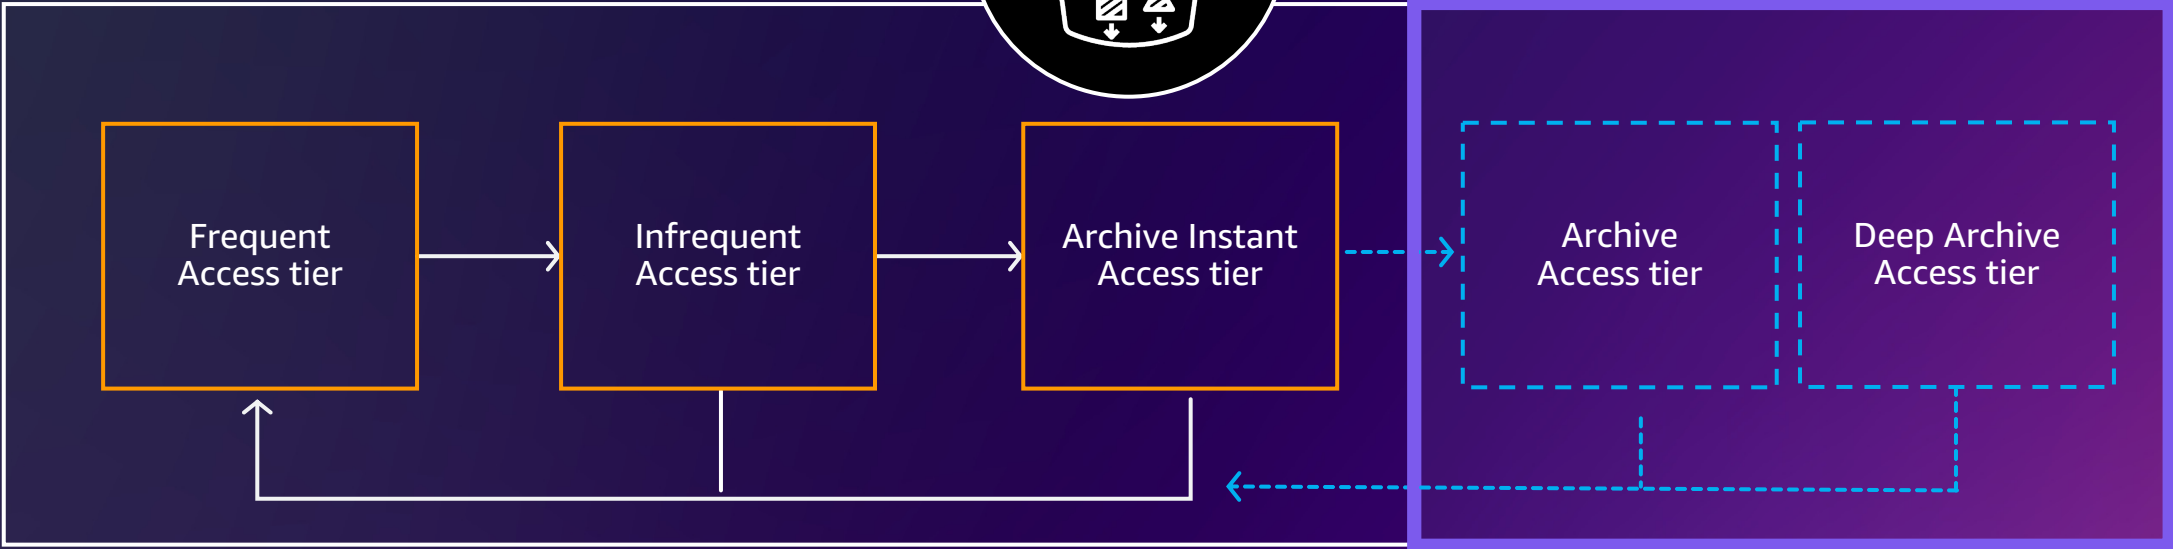 Frequent
Access tier
Infrequent
Access tier
Archive Instant
Access tier
Archive
Access tier
Deep Archive
Access tier